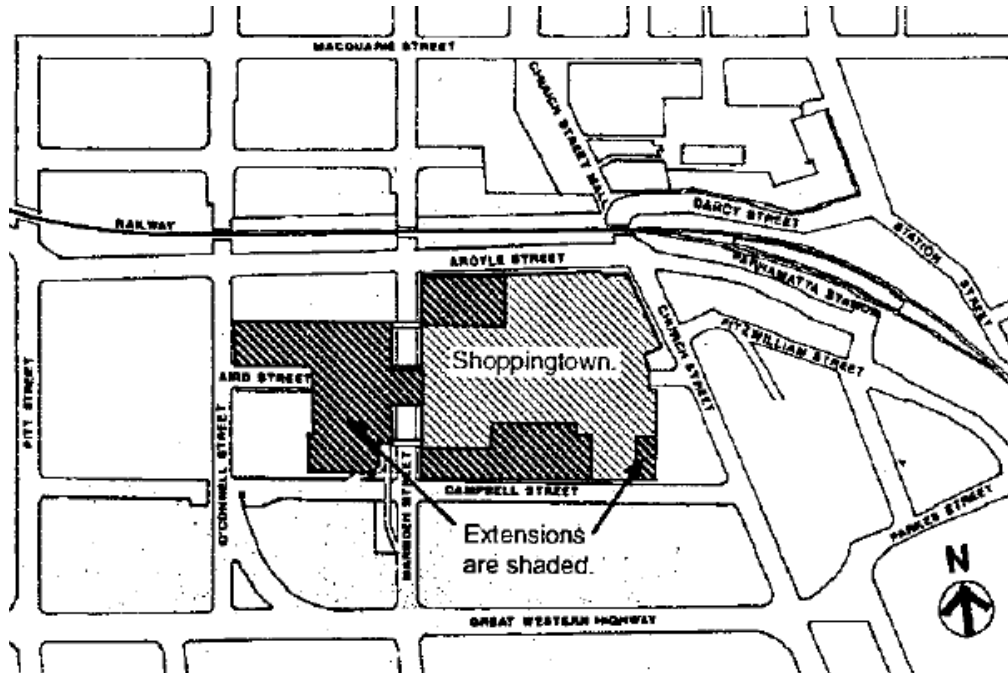 MACQUARIE STREET
CHURCH STREET MALL
DARCY STREET
RAILWAY
STATION
STREET
ARGYLE STREET
PARRAMATTA STATION
CHURCH STREET
FITZWILLIAM STREET
Shoppingtown.
AIRD STREET
PITT STREET
O'CONNELL STREET
MARSDEN STREET
CAMPBELL STREET
PARKES STREET
Extensions
are shaded.
N
GREAT WESTERN HIGHWAY